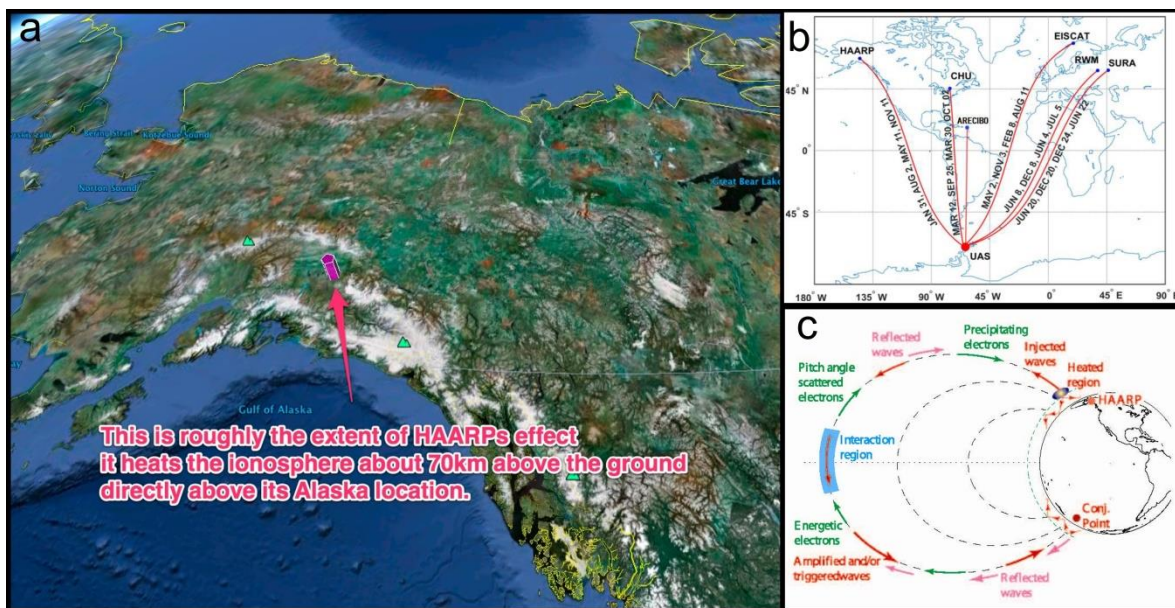 a
Bering Strait
Kotzebue Sound
Norton Sound
Great Bear Lake
Gulf of Alaska
This is roughly the extent of HAARPs effect
it heats the ionosphere about 70km above the ground
directly above its Alaska location.
b
HAARP
EISCAT
RWM
SURA
CHU
ARECIBO
45 N
0
45 S
JAN 31, AUG 2, MAY 11, NOV 11
MAR 12, SEP 25, MAR 30, OCT 07
MAY 2, NOV 3, FEB 8, AUG 11
JUN 8, DEC 8, JUN 4, JUL 5
JUN 20, DEC 20, DEC 24, JUN 22
UAS
180 W 135 W 90 W 45 W 0 45 E 90 E
c
Reflected
waves
Precipitating
electrons
Injected
waves
Heated
region
Pitch angle
scattered
electrons
HAARP
Interaction
region
Conj.
Point
Energetic
electrons
Amplified and/or
triggeredwaves
Reflected
waves